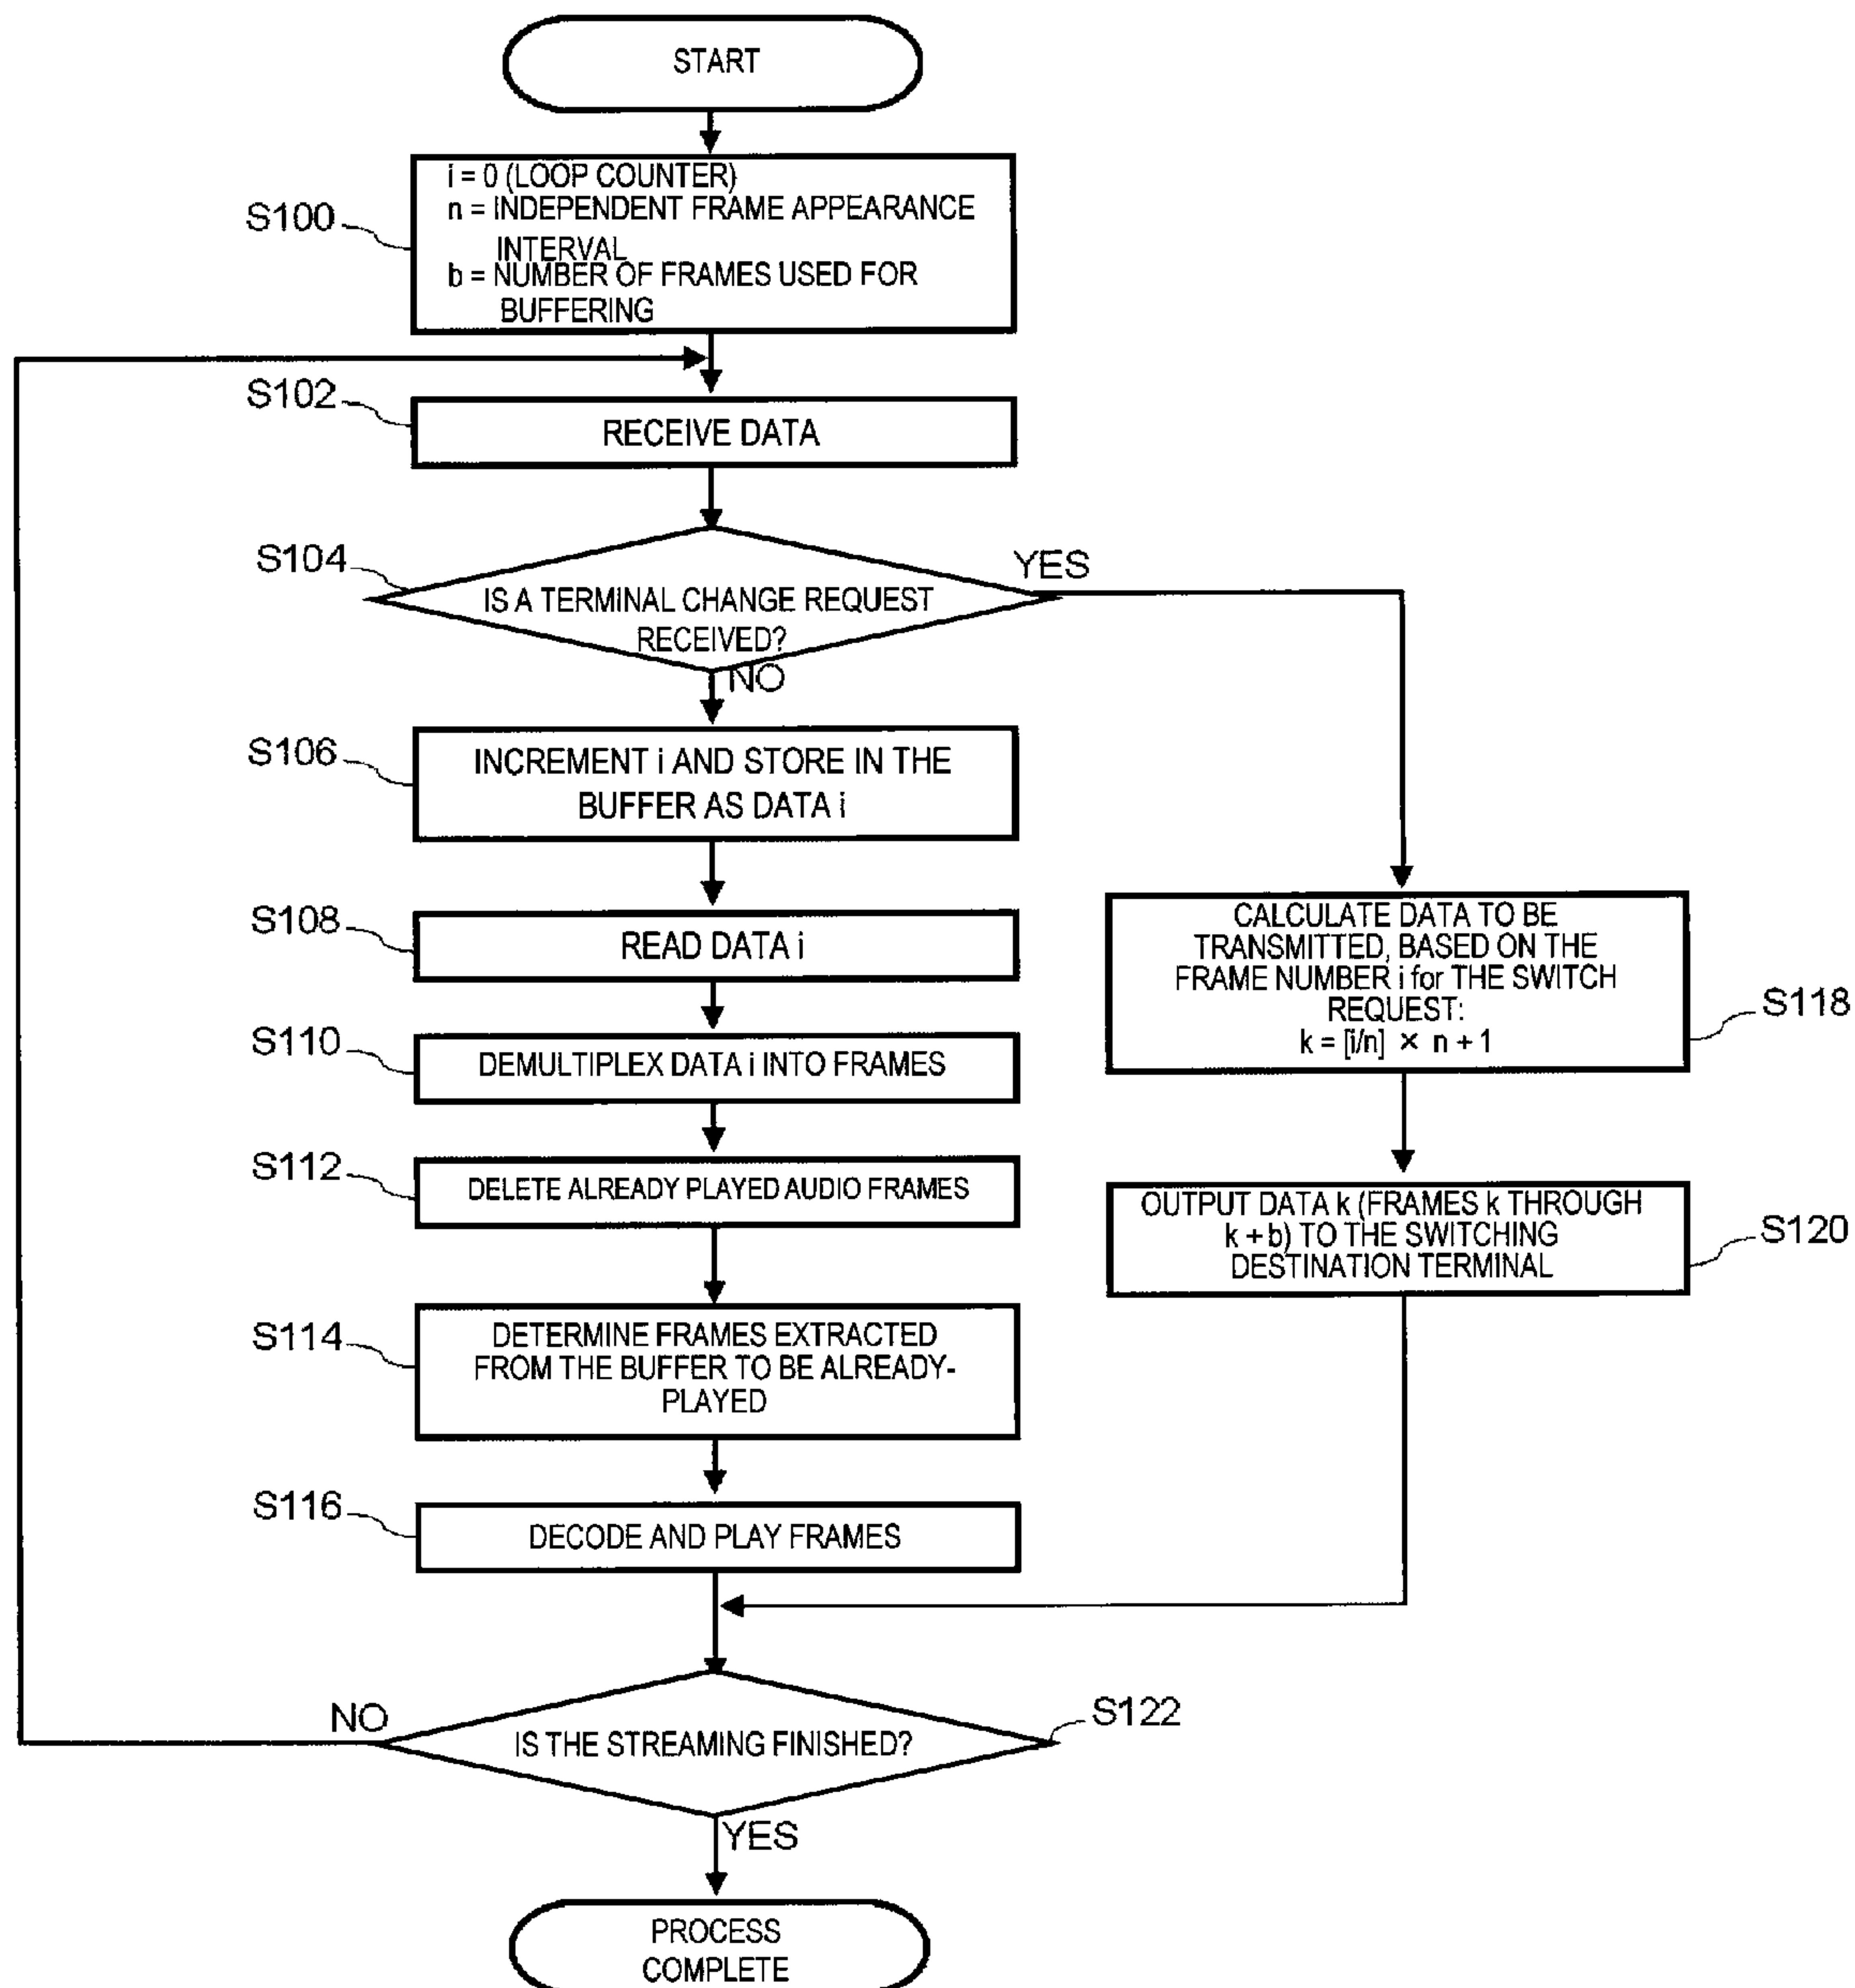 START
S100
i = 0 (LOOP COUNTER)
n = INDEPENDENT FRAME APPEARANCE
INTERVAL
b = NUMBER OF FRAMES USED FOR
BUFFERING
S102
RECEIVE DATA
S104
IS A TERMINAL CHANGE REQUEST
RECEIVED?
YES
NO
S106
INCREMENT i AND STORE IN THE
BUFFER AS DATA i
S108
READ DATA i
S110
DEMULTIPLEX DATA i INTO FRAMES
S112
DELETE ALREADY PLAYED AUDIO FRAMES
S114
DETERMINE FRAMES EXTRACTED
FROM THE BUFFER TO BE ALREADY-
PLAYED
S116
DECODE AND PLAY FRAMES
CALCULATE DATA TO BE
TRANSMITTED, BASED ON THE
FRAME NUMBER i for THE SWITCH
REQUEST:
k = [i/n] × n + 1
S118
OUTPUT DATA k (FRAMES k THROUGH
k + b) TO THE SWITCHING
DESTINATION TERMINAL
S120
NO
IS THE STREAMING FINISHED?
S122
YES
PROCESS
COMPLETE